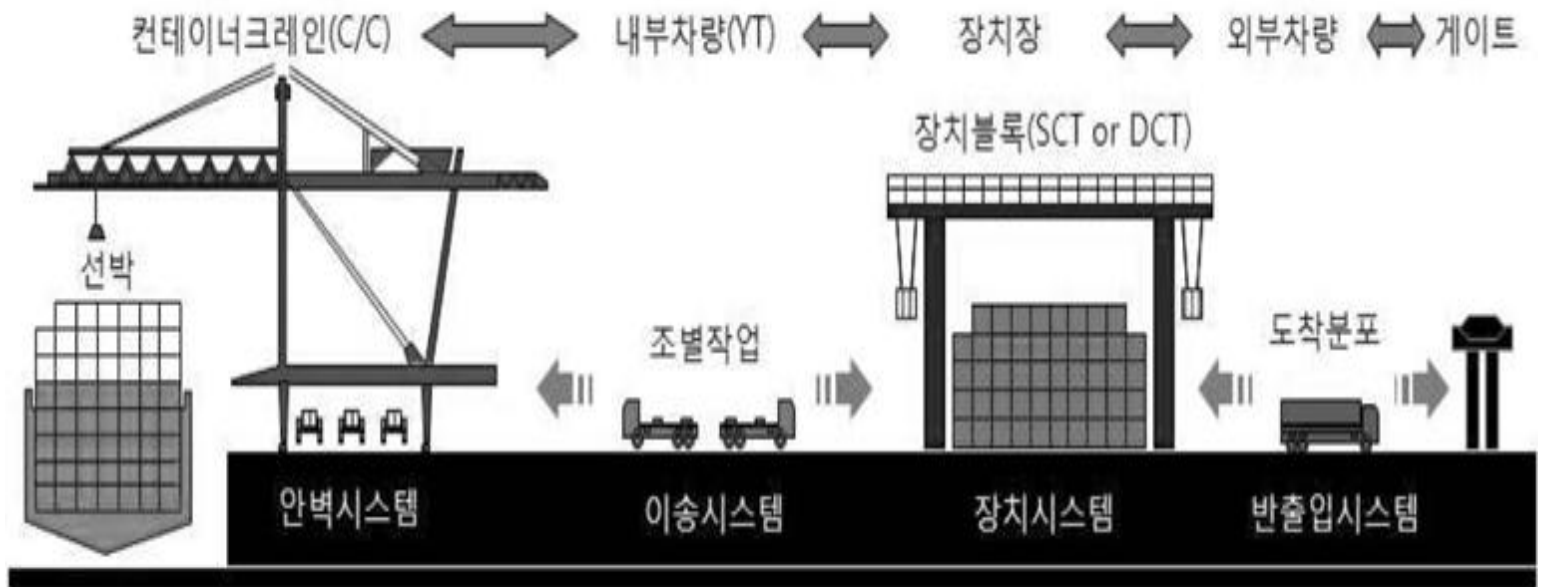 컨테이너크레인(C/C) 내부차량(YT) 장치장 외부차량 게이트
장치블록(SCT or DCT)
선박
조별작업 도착분포
안벽시스템 이송시스템 장치시스템 반출입시스템